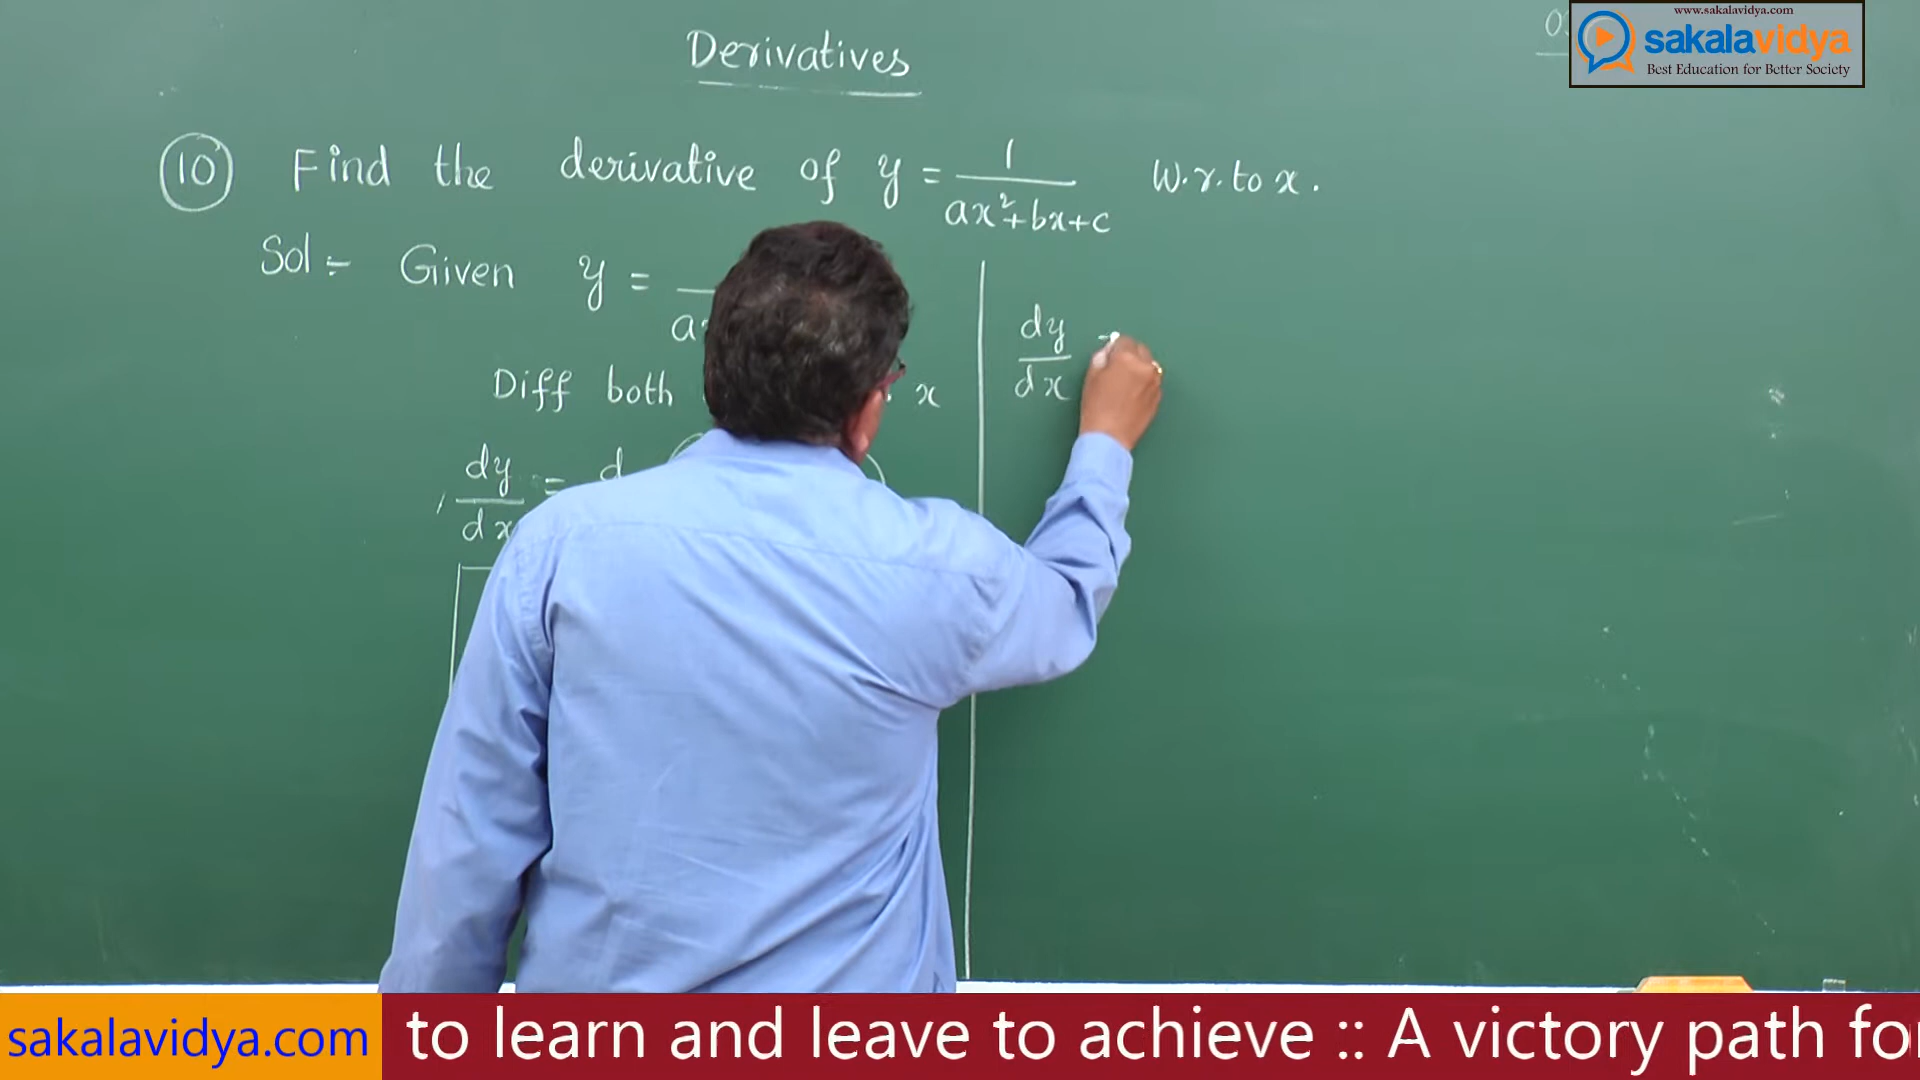 www.sakalavidya.com
sakalavidya
Best Education for Better Society
Derivatives
10 Find the derivative of y = 1/(ax²+bx+c) w.r.to x.
Sol :- Given y =
Diff both x
dy/dx = d
dy/dx
sakalavidya.com to learn and leave to achieve :: A victory path for